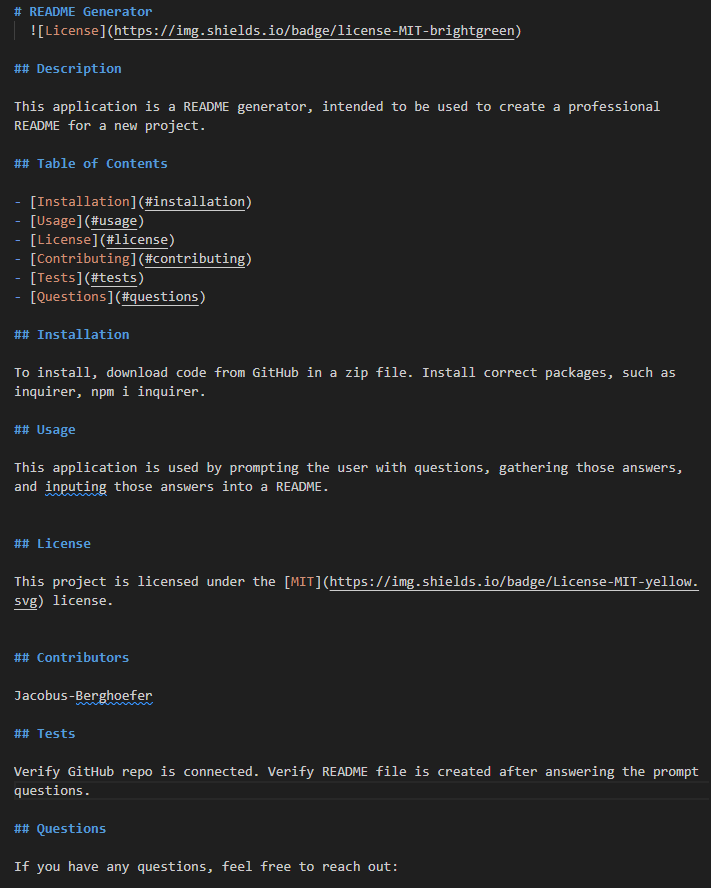 # README Generator
![License](https://img.shields.io/badge/license-MIT-brightgreen)
## Description
This application is a README generator, intended to be used to create a professional
README for a new project.
## Table of Contents
- [Installation](#installation)
- [Usage](#usage)
- [License](#license)
- [Contributing](#contributing)
- [Tests](#tests)
- [Questions](#questions)
## Installation
To install, download code from GitHub in a zip file. Install correct packages, such as
inquirer, npm i inquirer.
## Usage
This application is used by prompting the user with questions, gathering those answers,
and inputing those answers into a README.
## License
This project is licensed under the [MIT](https://img.shields.io/badge/License-MIT-yellow.
svg) license.
## Contributors
Jacobus-Berghoefer
## Tests
Verify GitHub repo is connected. Verify README file is created after answering the prompt
questions.
## Questions
If you have any questions, feel free to reach out: